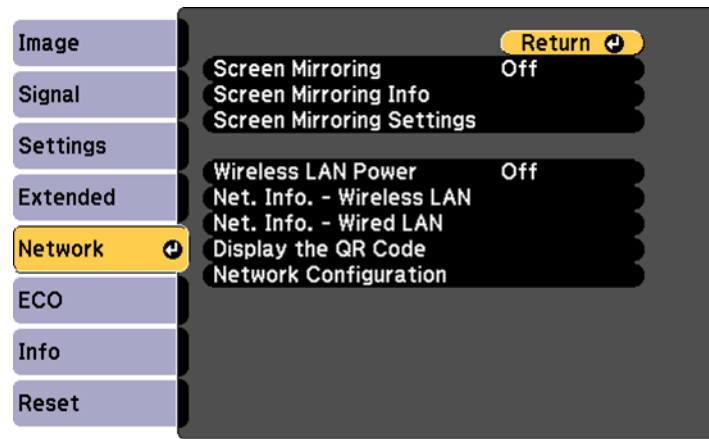 Image
Signal
Settings
Extended
Network
ECO
Info
Reset
Return
Screen Mirroring Off
Screen Mirroring Info
Screen Mirroring Settings
Wireless LAN Power Off
Net. Info. - Wireless LAN
Net. Info. - Wired LAN
Display the QR Code
Network Configuration